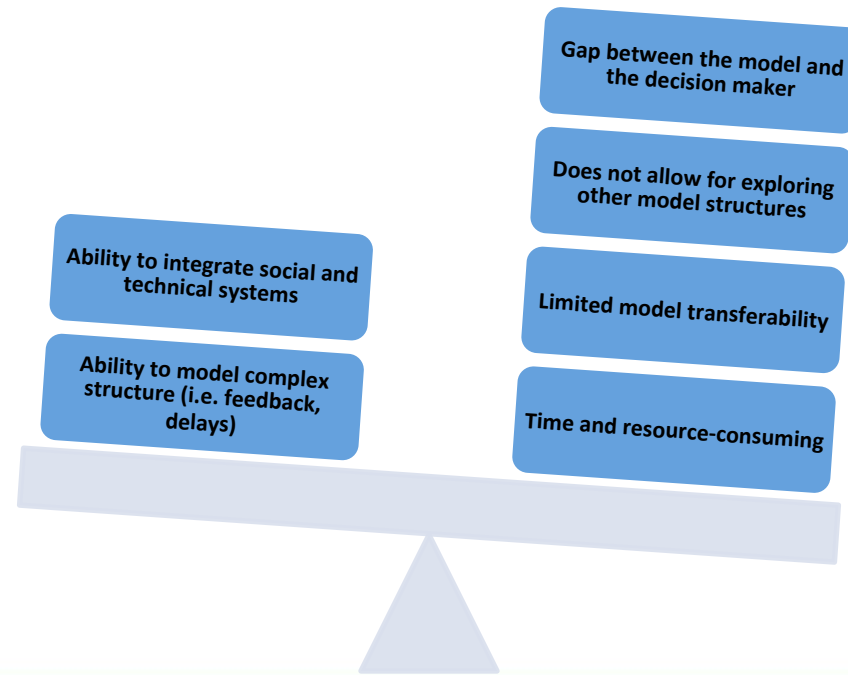 Ability to integrate social and
technical systems
Ability to model complex
structure (i.e. feedback,
delays)
Gap between the model and
the decision maker
Does not allow for exploring
other model structures
Limited model transferability
Time and resource-consuming